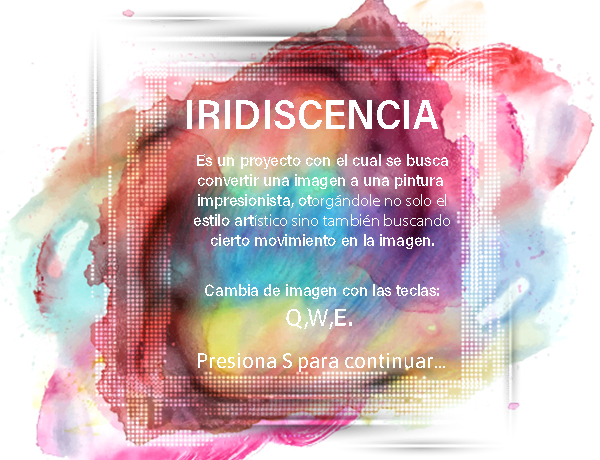 IRIDISCENCIA
Es un proyecto con el cual se busca
convertir una imagen a una pintura
impresionista, otorgándole no solo el
estilo artístico sino también buscando
cierto movimiento en la imagen.
Cambia de imagen con las teclas:
Q,W,E.
Presiona S para continuar...